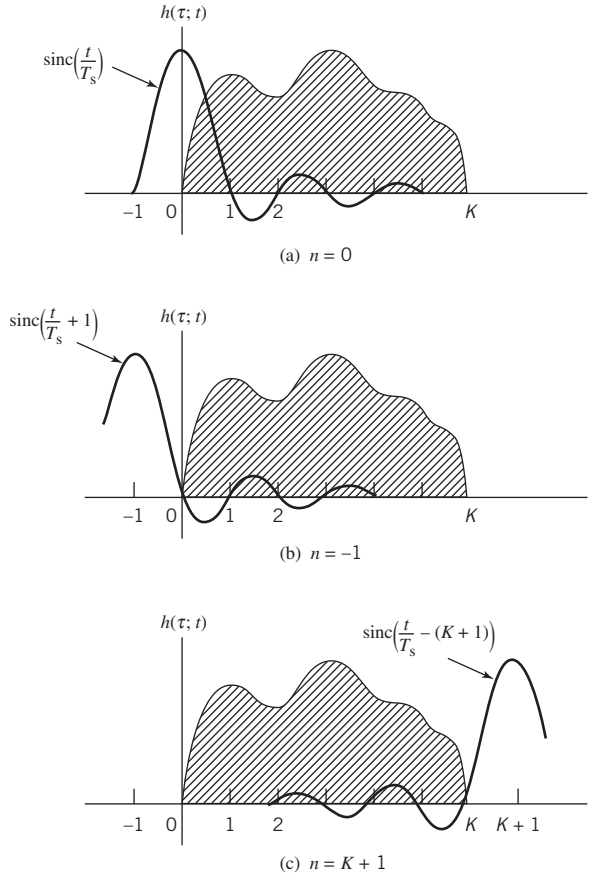 h(τ; t)
sinc(t/Tₛ)
−1 0 1 2 K
(a) n = 0
h(τ; t)
sinc(t/Tₛ + 1)
−1 0 1 2 K
(b) n = −1
h(τ; t)
sinc(t/Tₛ − (K + 1))
−1 0 1 2 K K + 1
(c) n = K + 1